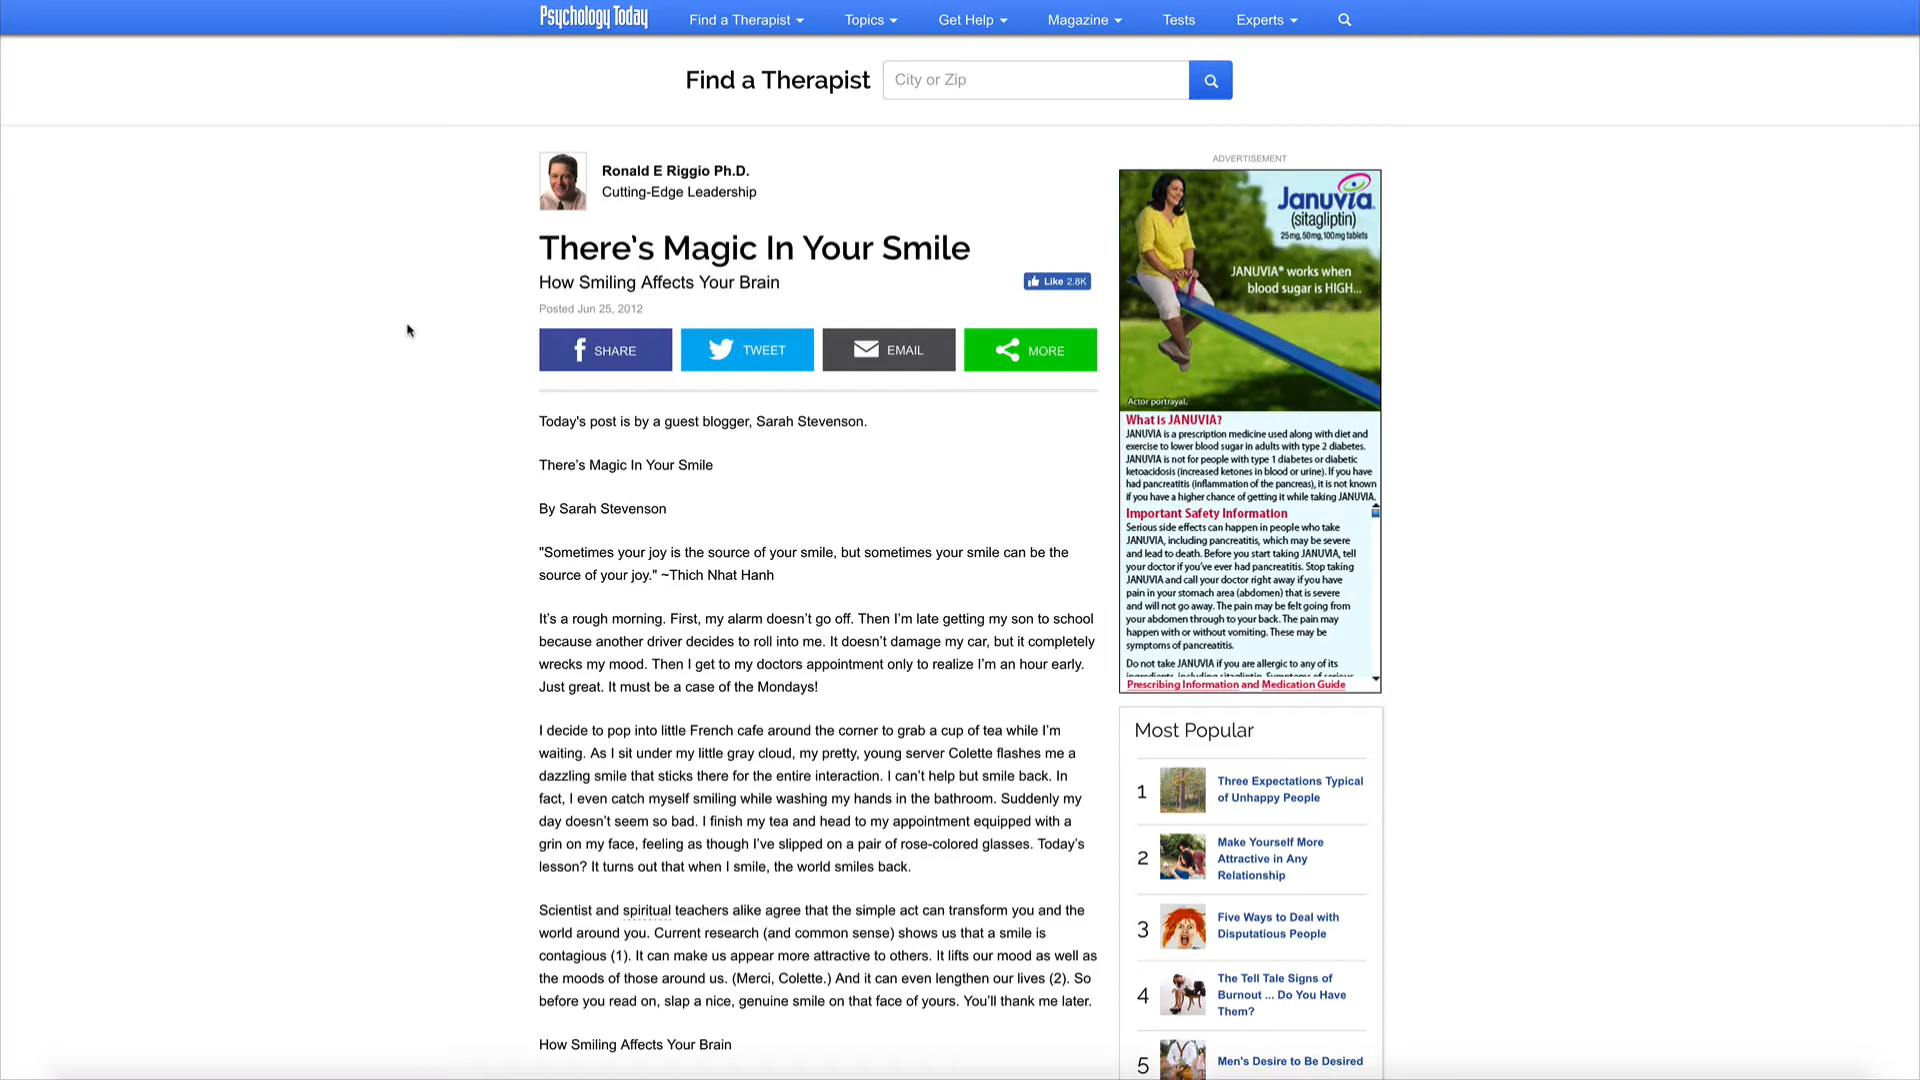 Psychology Today
Find a Therapist
Topics
Get Help
Magazine
Tests
Experts
Find a Therapist
City or Zip
Ronald E Riggio Ph.D.
Cutting-Edge Leadership
There's Magic In Your Smile
How Smiling Affects Your Brain
Like 2.8K
Posted Jun 25, 2012
SHARE
TWEET
EMAIL
MORE
Today's post is by a guest blogger, Sarah Stevenson.
There's Magic In Your Smile
By Sarah Stevenson
"Sometimes your joy is the source of your smile, but sometimes your smile can be the
source of your joy." ~Thich Nhat Hanh
It's a rough morning. First, my alarm doesn't go off. Then I'm late getting my son to school
because another driver decides to roll into me. It doesn't damage my car, but it completely
wrecks my mood. Then I get to my doctors appointment only to realize I'm an hour early.
Just great. It must be a case of the Mondays!
I decide to pop into little French cafe around the corner to grab a cup of tea while I'm
waiting. As I sit under my little gray cloud, my pretty, young server Colette flashes me a
dazzling smile that sticks there for the entire interaction. I can't help but smile back. In
fact, I even catch myself smiling while washing my hands in the bathroom. Suddenly my
day doesn't seem so bad. I finish my tea and head to my appointment equipped with a
grin on my face, feeling as though I've slipped on a pair of rose-colored glasses. Today's
lesson? It turns out that when I smile, the world smiles back.
Scientist and spiritual teachers alike agree that the simple act can transform you and the
world around you. Current research (and common sense) shows us that a smile is
contagious (1). It can make us appear more attractive to others. It lifts our mood as well as
the moods of those around us. (Merci, Colette.) And it can even lengthen our lives (2). So
before you read on, slap a nice, genuine smile on that face of yours. You'll thank me later.
How Smiling Affects Your Brain
ADVERTISEMENT
Januvia
(sitagliptin)
25mg, 50mg, 100mg tablets
JANUVIA® works when
blood sugar is HIGH...
Actor portrayal.
What is JANUVIA?
JANUVIA is a prescription medicine used along with diet and
exercise to lower blood sugar in adults with type 2 diabetes.
JANUVIA is not for people with type 1 diabetes or diabetic
ketoacidosis (increased ketones in blood or urine). If you have
had pancreatitis (inflammation of the pancreas), it is not known
if you have a higher chance of getting it while taking JANUVIA.
Important Safety Information
Serious side effects can happen in people who take
JANUVIA, including pancreatitis, which may be severe
and lead to death. Before you start taking JANUVIA, tell
your doctor if you've ever had pancreatitis. Stop taking
JANUVIA and call your doctor right away if you have
pain in your stomach area (abdomen) that is severe
and will not go away. The pain may be felt going from
your abdomen through to your back. The pain may
happen with or without vomiting. These may be
symptoms of pancreatitis.
Do not take JANUVIA if you are allergic to any of its
ingredients, including sitagliptin. Symptoms of serious
Prescribing Information and Medication Guide
Most Popular
1
Three Expectations Typical
of Unhappy People
2
Make Yourself More
Attractive in Any
Relationship
3
Five Ways to Deal with
Disputatious People
4
The Tell Tale Signs of
Burnout ... Do You Have
Them?
5
Men's Desire to Be Desired